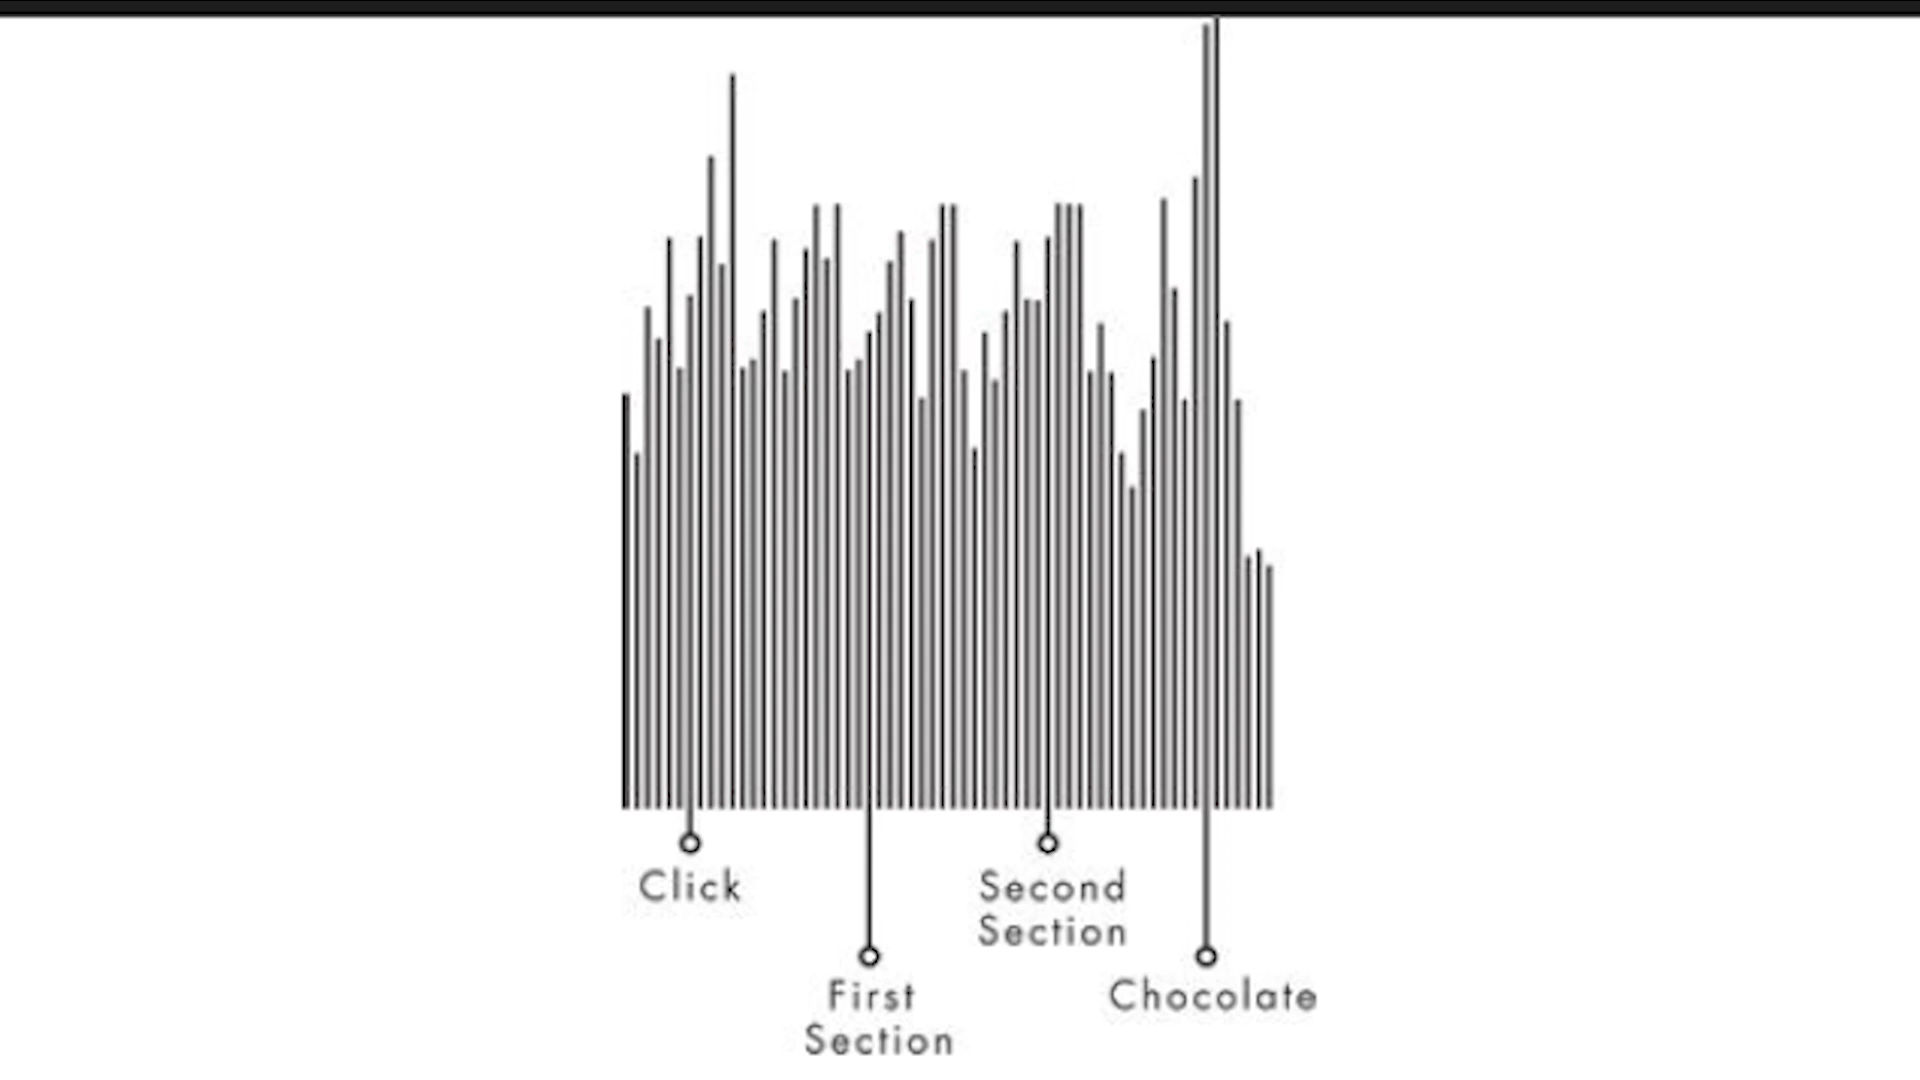 Click
Second
Section
First
Section
Chocolate